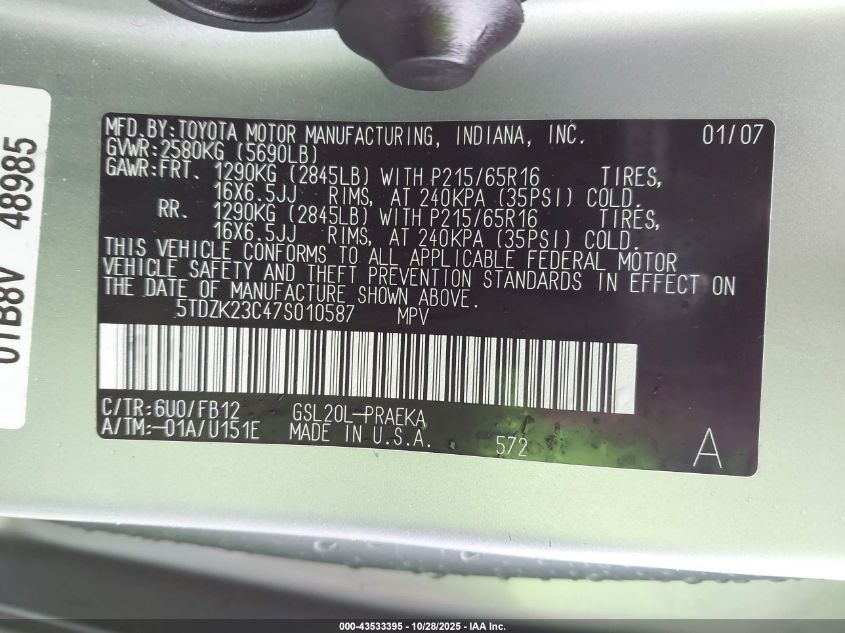 MFD.BY:TOYOTA MOTOR MANUFACTURING, INDIANA, INC. 01/07
GVWR:2580KG (5690LB)
GAWR:FRT. 1290KG (2845LB) WITH P215/65R16 TIRES,
16X6.5JJ RIMS, AT 240KPA (35PSI) COLD.
RR. 1290KG (2845LB) WITH P215/65R16 TIRES,
16X6.5JJ RIMS, AT 240KPA (35PSI) COLD.
THIS VEHICLE CONFORMS TO ALL APPLICABLE FEDERAL MOTOR
VEHICLE SAFETY AND THEFT PREVENTION STANDARDS IN EFFECT ON
THE DATE OF MANUFACTURE SHOWN ABOVE.
5TDZK23C47S010587 MPV
C/TR:6U0/FB12 GSL20L-PRAEKA
A/TM:-01A/U151E MADE IN U.S.A. 572 A
0TB8V 48985
000-43533395 | 10/28/2025 - IAA Inc.